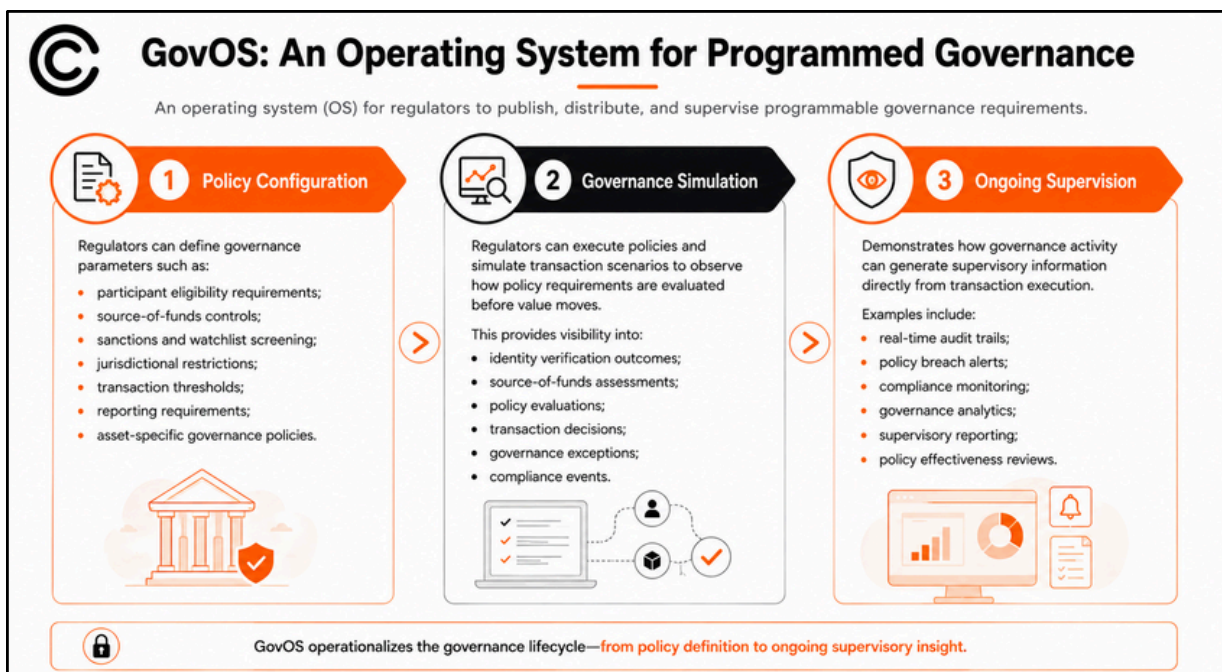 GovOS: An Operating System for Programmed Governance
An operating system (OS) for regulators to publish, distribute, and supervise programmable governance requirements.
1 Policy Configuration
Regulators can define governance
parameters such as:
• participant eligibility requirements;
• source-of-funds controls;
• sanctions and watchlist screening;
• jurisdictional restrictions;
• transaction thresholds;
• reporting requirements;
• asset-specific governance policies.
2 Governance Simulation
Regulators can execute policies and
simulate transaction scenarios to observe
how policy requirements are evaluated
before value moves.
This provides visibility into:
• identity verification outcomes;
• source-of-funds assessments;
• policy evaluations;
• transaction decisions;
• governance exceptions;
• compliance events.
3 Ongoing Supervision
Demonstrates how governance activity
can generate supervisory information
directly from transaction execution.
Examples include:
• real-time audit trails;
• policy breach alerts;
• compliance monitoring;
• governance analytics;
• supervisory reporting;
• policy effectiveness reviews.
GovOS operationalizes the governance lifecycle—from policy definition to ongoing supervisory insight.